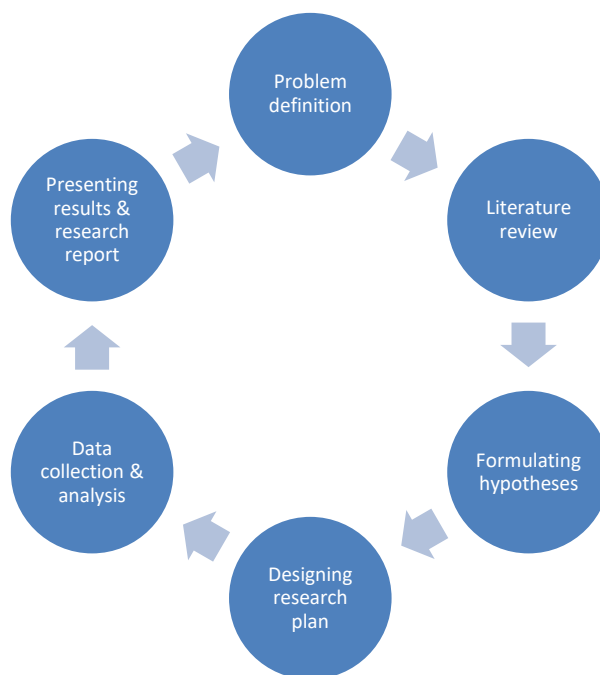 Problem
definition
Literature
review
Formulating
hypotheses
Designing
research
plan
Data
collection &
analysis
Presenting
results &
research
report